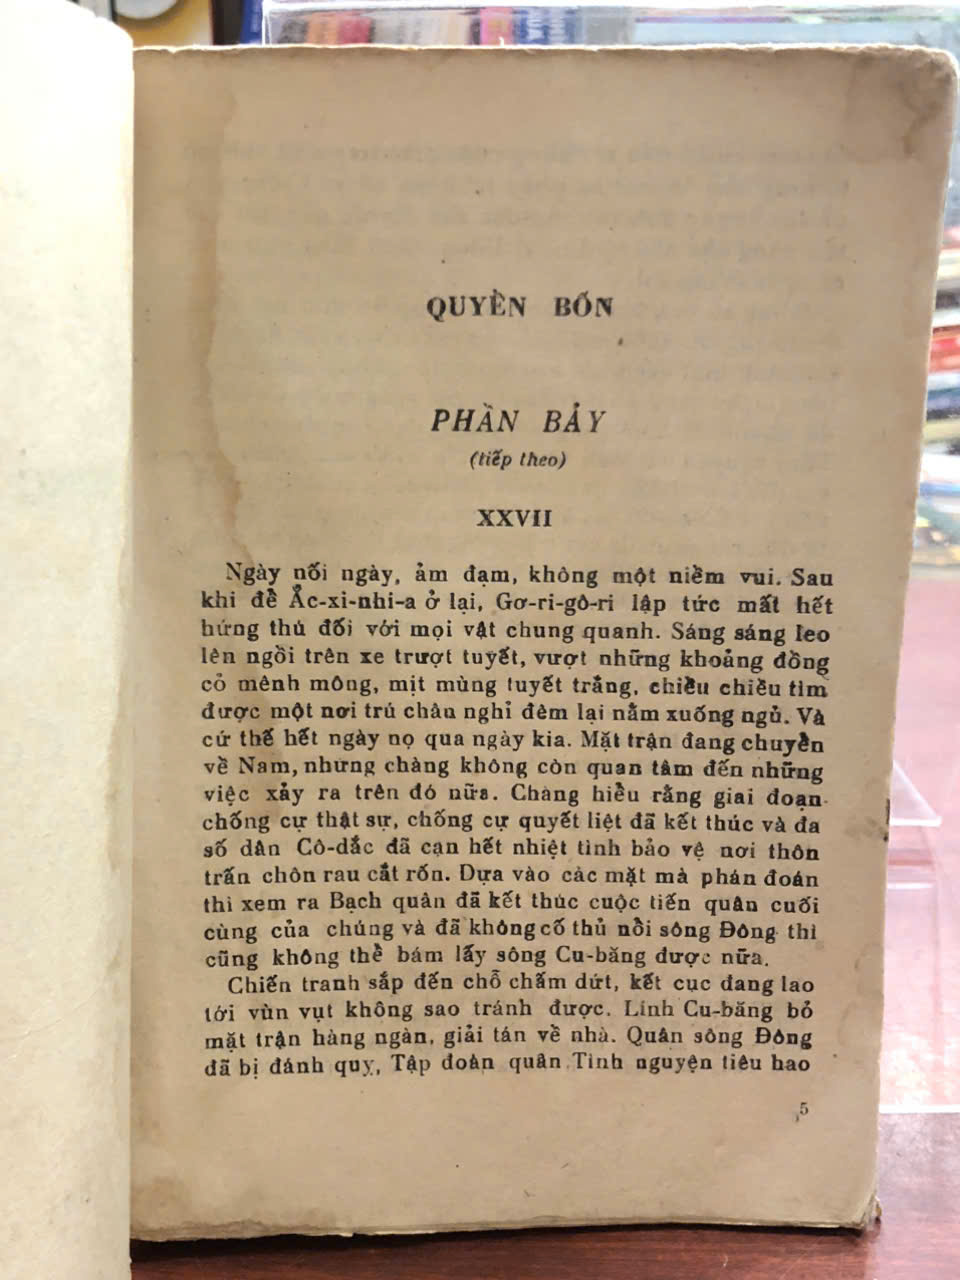 QUYỀN BỐN
PHẦN BẢY
(tiếp theo)
XXVII
Ngày nối ngày, ảm đạm, không một niềm vui. Sau
khi để Ắc-xi-nhi-a ở lại, Gơ-ri-gô-ri lập tức mất hết
hứng thú đối với mọi vật chung quanh. Sáng sáng leo
lên ngồi trên xe trượt tuyết, vượt những khoảng đồng
cỏ mênh mông, mịt mùng tuyết trắng, chiều chiều tìm
được một nơi trú chân nghỉ đêm lại nằm xuống ngủ. Và
cứ thế hết ngày nọ qua ngày kia. Mặt trận đang chuyển
về Nam, nhưng chàng không còn quan tâm đến những
việc xảy ra trên đó nữa. Chàng hiểu rằng giai đoạn
chống cự thật sự, chống cự quyết liệt đã kết thúc và đa
số dân Cô-dắc đã cạn hết nhiệt tình bảo vệ nơi thôn
trấn chôn rau cắt rốn. Dựa vào các mặt mà phán đoán
thì xem ra Bạch quân đã kết thúc cuộc tiến quân cuối
cùng của chúng và đã không cố thủ nổi sông Đông thì
cũng không thể bám lấy sông Cu-băng được nữa.
Chiến tranh sắp đến chỗ chấm dứt, kết cục đang lao
tới vùn vụt không sao tránh được. Lính Cu-băng bỏ
mặt trận hàng ngàn, giải tán về nhà. Quân sông Đông
đã bị đánh quỵ, Tập đoàn quân Tình nguyện tiêu hao
5